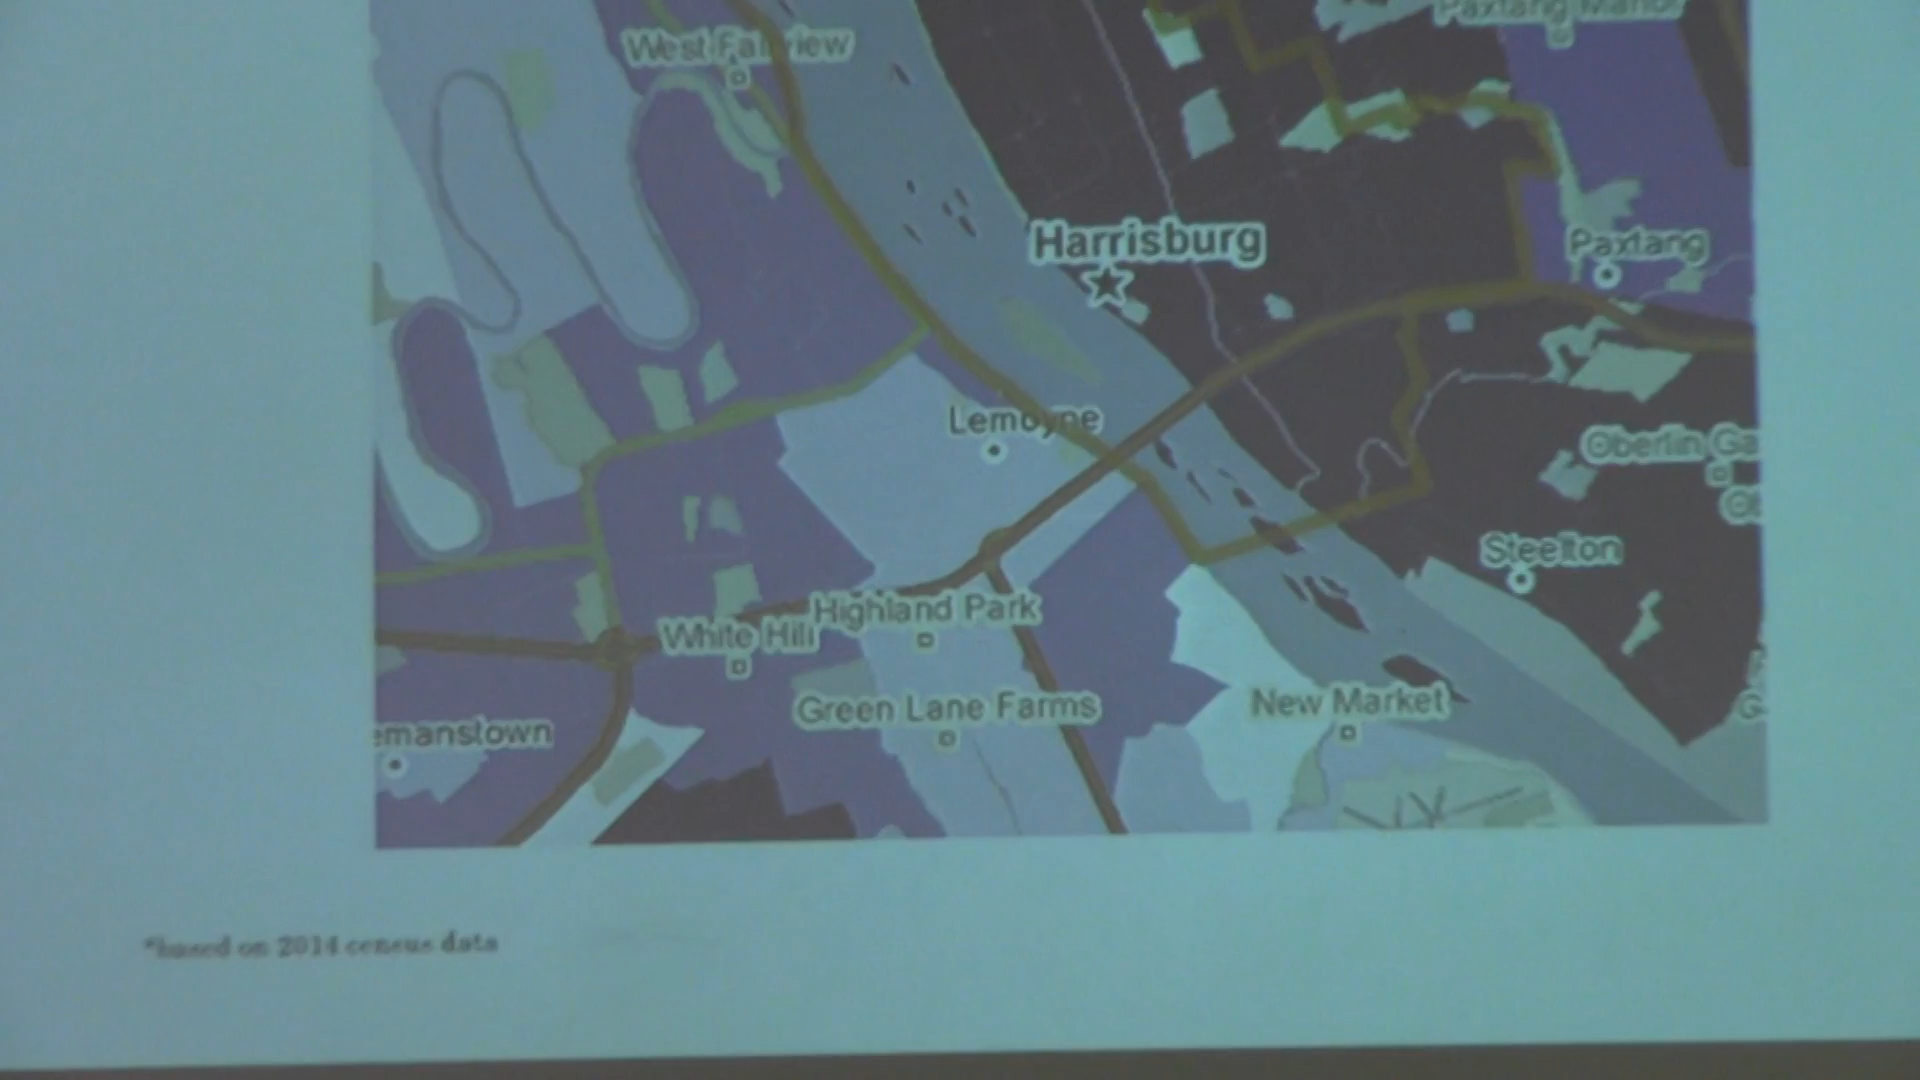 Paxtang Manor
West Fairview
Harrisburg
Paxtang
Lemoyne
Oberlin Ga
Steelton
Highland Park
White Hill
Green Lane Farms
New Market
emanstown
*based on 2014 census data